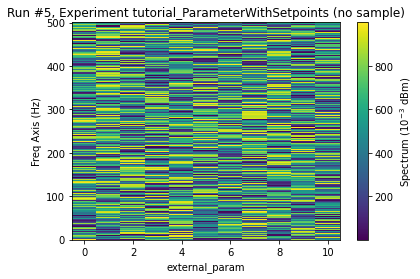 Run #5, Experiment tutorial_ParameterWithSetpoints (no sample)
500
400
300
200
100
0
Freq Axis (Hz)
0 2 4 6 8 10
external_param
800
600
400
200
Spectrum (10⁻³ dBm)